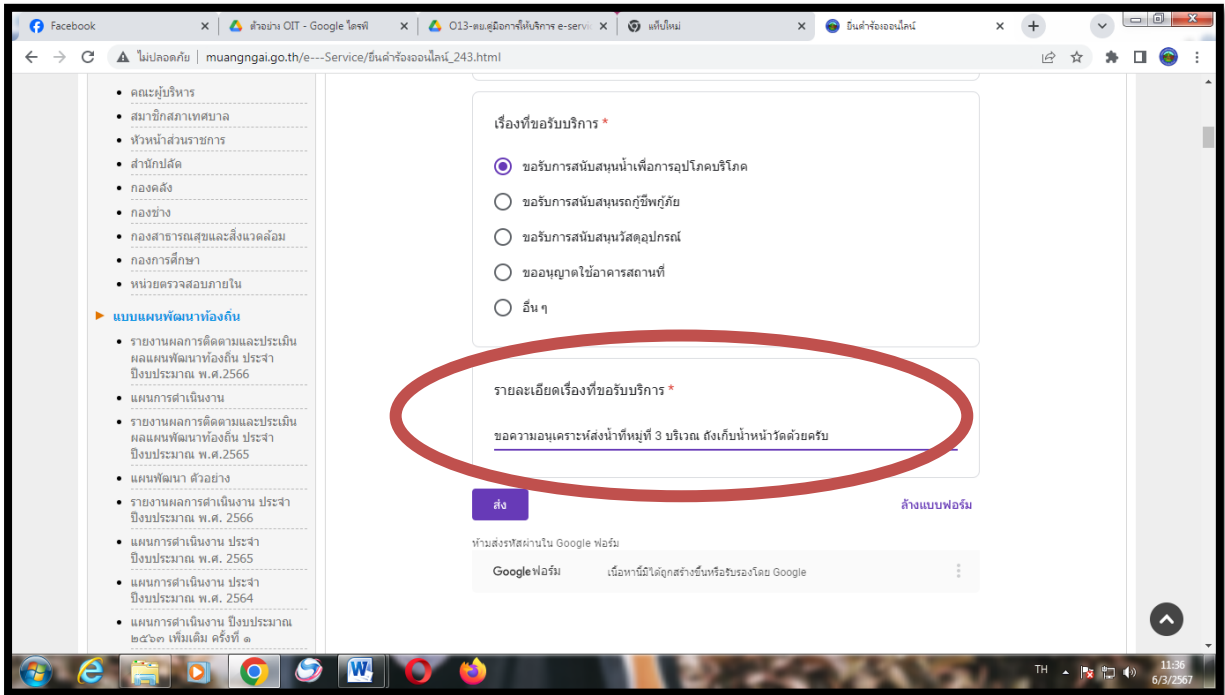 Facebook
ตัวอย่าง OIT - Google ไดรฟ์
O13-ตย.คู่มือการให้บริการ e-servic
แท็บใหม่
ยื่นคำร้องออนไลน์
ไม่ปลอดภัย | muangngai.go.th/e---Service/ยื่นคำร้องออนไลน์_243.html
คณะผู้บริหาร
สมาชิกสภาเทศบาล
หัวหน้าส่วนราชการ
สำนักปลัด
กองคลัง
กองช่าง
กองสาธารณสุขและสิ่งแวดล้อม
กองการศึกษา
หน่วยตรวจสอบภายใน
แบบแผนพัฒนาท้องถิ่น
รายงานผลการติดตามและประเมิน
ผลแผนพัฒนาท้องถิ่น ประจำ
ปีงบประมาณ พ.ศ.2566
แผนการดำเนินงาน
รายงานผลการติดตามและประเมิน
ผลแผนพัฒนาท้องถิ่น ประจำ
ปีงบประมาณ พ.ศ.2565
แผนพัฒนา ตัวอย่าง
รายงานผลการดำเนินงาน ประจำ
ปีงบประมาณ พ.ศ. 2566
แผนการดำเนินงาน ประจำ
ปีงบประมาณ พ.ศ. 2565
แผนการดำเนินงาน ประจำ
ปีงบประมาณ พ.ศ. 2564
แผนการดำเนินงาน ปีงบประมาณ
๒๕๖๓ เพิ่มเติม ครั้งที่ ๑
เรื่องที่ขอรับบริการ *
ขอรับการสนับสนุนน้ำเพื่อการอุปโภคบริโภค
ขอรับการสนับสนุนรถกู้ชีพกู้ภัย
ขอรับการสนับสนุนวัสดุอุปกรณ์
ขออนุญาตใช้อาคารสถานที่
อื่น ๆ
รายละเอียดเรื่องที่ขอรับบริการ *
ขอความอนุเคราะห์ส่งน้ำที่หมู่ที่ 3 บริเวณ ถังเก็บน้ำหน้าวัดด้วยครับ
ส่ง
ล้างแบบฟอร์ม
ห้ามส่งรหัสผ่านใน Google ฟอร์ม
Google ฟอร์ม
เนื้อหานี้มิได้ถูกสร้างขึ้นหรือรับรองโดย Google
TH
11:36
6/3/2567